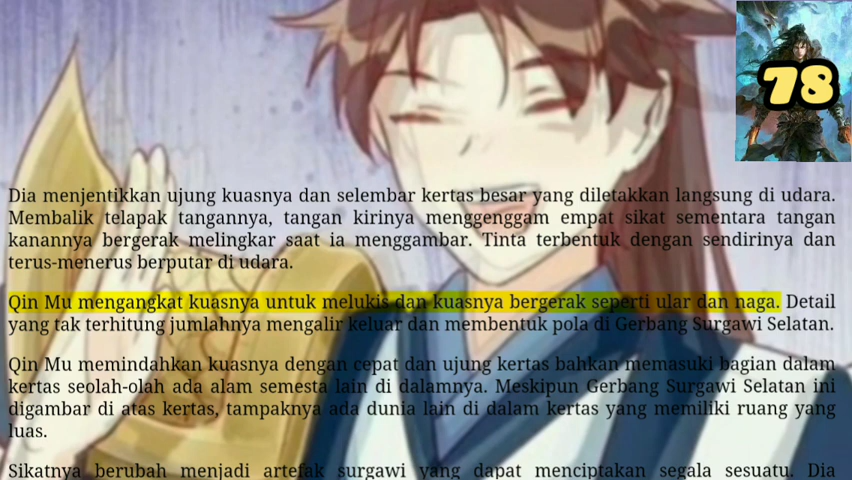 78
Dia menjentikkan ujung kuasnya dan selembar kertas besar yang diletakkan langsung di udara.
Membalik telapak tangannya, tangan kirinya menggenggam empat sikat sementara tangan
kanannya bergerak melingkar saat ia menggambar. Tinta terbentuk dengan sendirinya dan
terus-menerus berputar di udara.
Qin Mu mengangkat kuasnya untuk melukis dan kuasnya bergerak seperti ular dan naga. Detail
yang tak terhitung jumlahnya mengalir keluar dan membentuk pola di Gerbang Surgawi Selatan.
Qin Mu memindahkan kuasnya dengan cepat dan ujung kertas bahkan memasuki bagian dalam
kertas seolah-olah ada alam semesta lain di dalamnya. Meskipun Gerbang Surgawi Selatan ini
digambar di atas kertas, tampaknya ada dunia lain di dalam kertas yang memiliki ruang yang
luas.
Sikatnya berubah menjadi artefak surgawi yang dapat menciptakan segala sesuatu. Dia